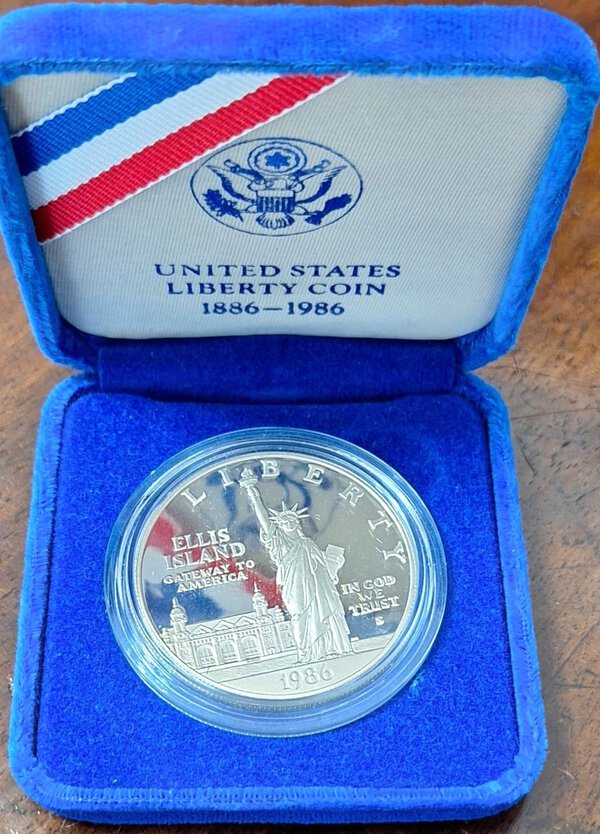 UNITED STATES
LIBERTY COIN
1886–1986
LIBERTY
ELLIS
ISLAND
GATEWAY TO
AMERICA
IN GOD
WE
TRUST
S
1986